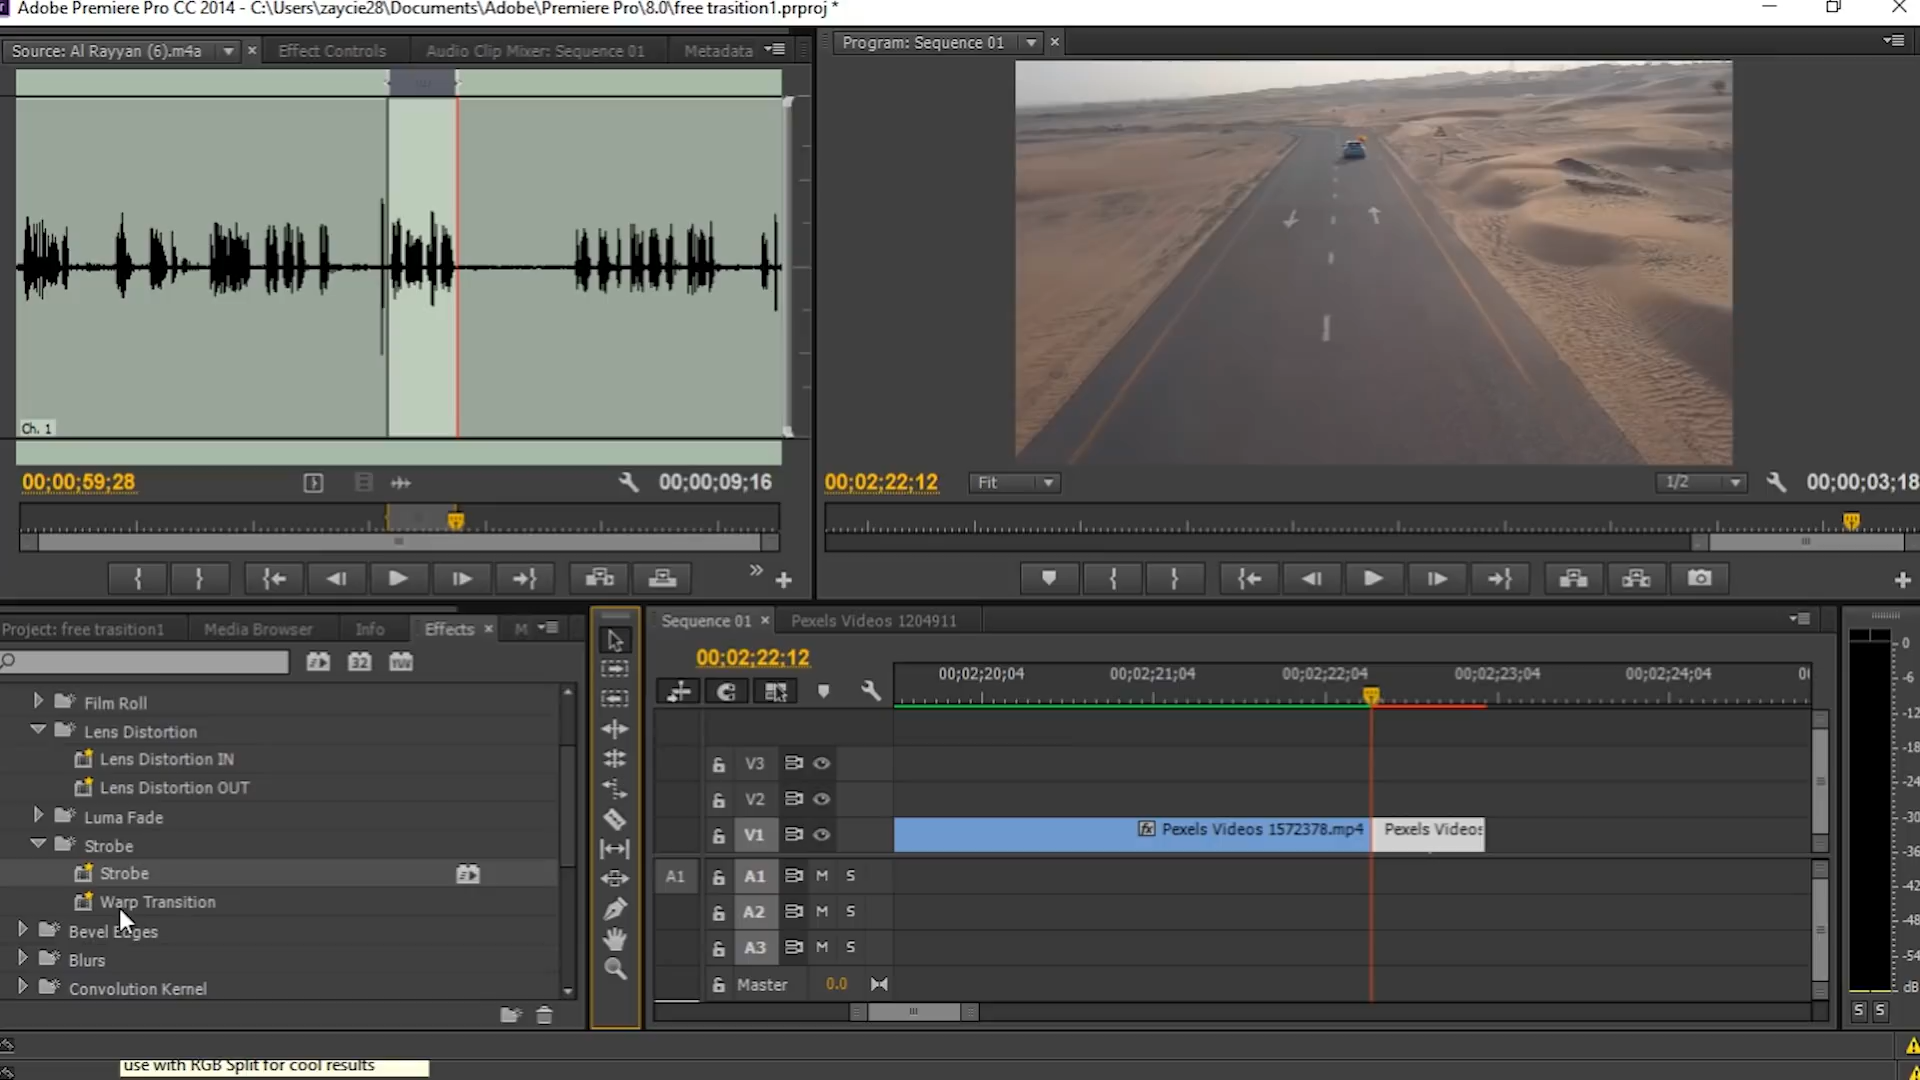 Adobe Premiere Pro CC 2014 - C:\Users\zaycie28\Documents\Adobe\Premiere Pro\8.0\free trasition1.prproj *
Source: Al Rayyan (6).m4a
Effect Controls
Audio Clip Mixer: Sequence 01
Metadata
Program: Sequence 01
Ch. 1
00;00;59;28
00;00;09;16
00;02;22;12
Fit
1/2
00;00;03;18
Project: free trasition1
Media Browser
Info
Effects
M
32
YUV
Film Roll
Lens Distortion
Lens Distortion IN
Lens Distortion OUT
Luma Fade
Strobe
Strobe
Warp Transition
Bevel Edges
Blurs
Convolution Kernel
Sequence 01
Pexels Videos 1204911
00;02;22;12
00;02;20;04
00;02;21;04
00;02;22;04
00;02;23;04
00;02;24;04
V3
V2
V1
fx Pexels Videos 1572378.mp4
Pexels Videos
A1 A1 M S
A2 M S
A3 M S
Master 0.0
0
-6
-12
-18
-24
-30
-36
-42
-48
-54
dB
S S
use with RGB Split for cool results